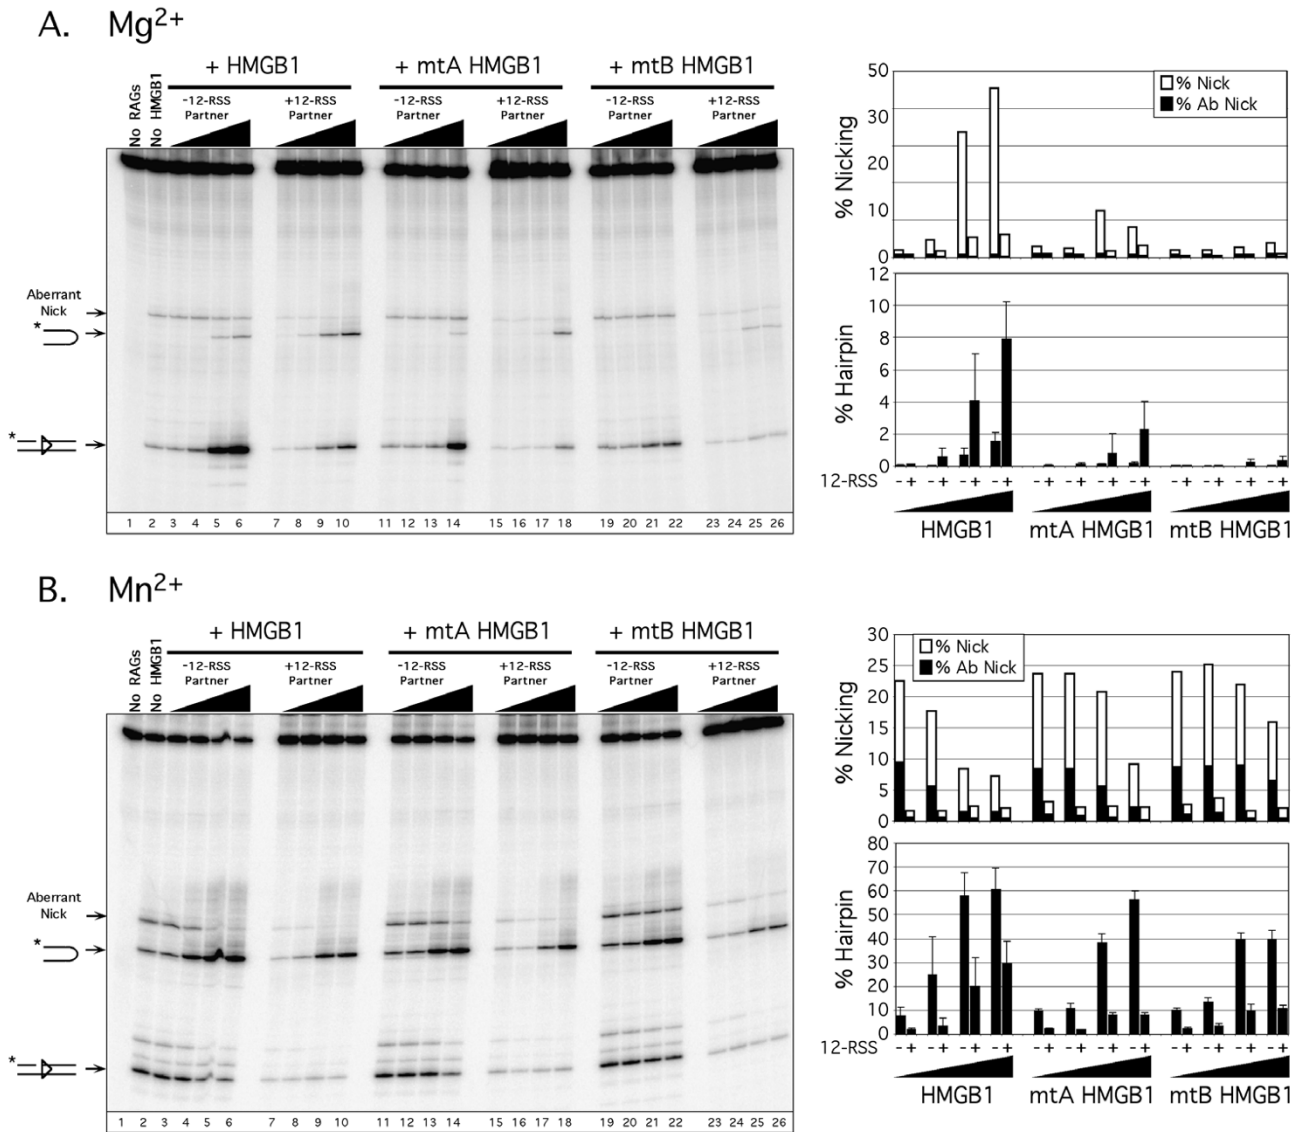 A. Mg2+
+ HMGB1 + mtA HMGB1 + mtB HMGB1
No RAGs
No HMGB1
-12-RSS Partner +12-RSS Partner -12-RSS Partner +12-RSS Partner -12-RSS Partner +12-RSS Partner
Aberrant
Nick
*
*
1 2 3 4 5 6 7 8 9 10 11 12 13 14 15 16 17 18 19 20 21 22 23 24 25 26
% Nick
% Ab Nick
% Nicking
50
30
20
10
0
% Hairpin
12
10
8
6
4
2
0
12-RSS - + - + - + - + - + - + - + - + - + - + - + - +
HMGB1 mtA HMGB1 mtB HMGB1
B. Mn2+
+ HMGB1 + mtA HMGB1 + mtB HMGB1
No RAGs
No HMGB1
-12-RSS Partner +12-RSS Partner -12-RSS Partner +12-RSS Partner -12-RSS Partner +12-RSS Partner
Aberrant
Nick
*
*
1 2 3 4 5 6 7 8 9 10 11 12 13 14 15 16 17 18 19 20 21 22 23 24 25 26
% Nick
% Ab Nick
% Nicking
30
25
20
15
10
5
0
% Hairpin
80
70
60
50
40
30
20
10
0
12-RSS - + - + - + - + - + - + - + - + - + - + - + - +
HMGB1 mtA HMGB1 mtB HMGB1